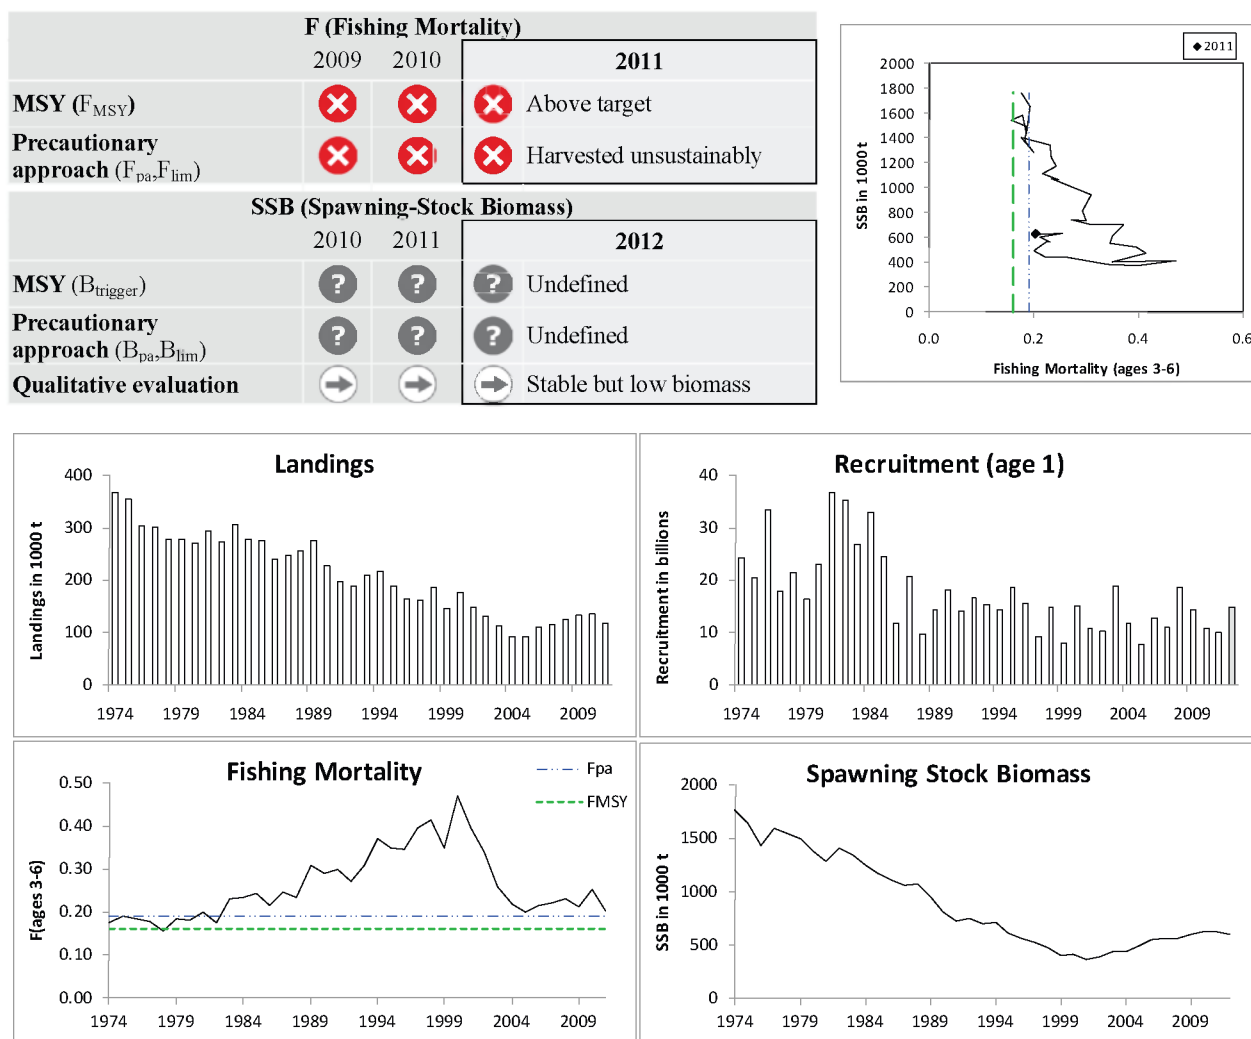 F (Fishing Mortality)
2009 2010 2011
MSY (FMSY) Above target
Precautionary
approach (Fpa,Flim) Harvested unsustainably
SSB (Spawning-Stock Biomass)
2010 2011 2012
MSY (Btrigger) ? ? ? Undefined
Precautionary
approach (Bpa,Blim) ? ? ? Undefined
Qualitative evaluation Stable but low biomass
2011
2000
1800
1600
1400
1200
1000
800
600
400
200
0
SSB in 1000 t
0.0 0.2 0.4 0.6
Fishing Mortality (ages 3-6)
Landings
400
300
200
100
0
Landings in 1000 t
1974 1979 1984 1989 1994 1999 2004 2009
Recruitment (age 1)
40
30
20
10
0
Recruitment in billions
1974 1979 1984 1989 1994 1999 2004 2009
Fishing Mortality
Fpa
FMSY
0.50
0.40
0.30
0.20
0.10
0.00
F(ages 3-6)
1974 1979 1984 1989 1994 1999 2004 2009
Spawning Stock Biomass
2000
1500
1000
500
0
SSB in 1000 t
1974 1979 1984 1989 1994 1999 2004 2009